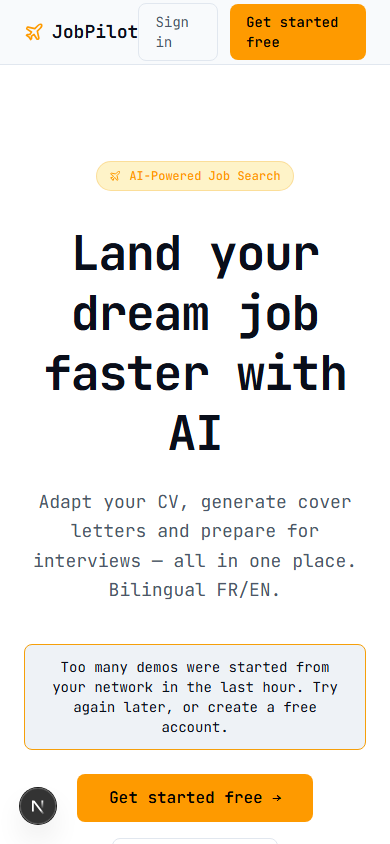 JobPilot
Sign
in
Get started
free
AI-Powered Job Search
Land your
dream job
faster with
AI
Adapt your CV, generate cover
letters and prepare for
interviews — all in one place.
Bilingual FR/EN.
Too many demos were started from
your network in the last hour. Try
again later, or create a free
account.
Get started free →
N